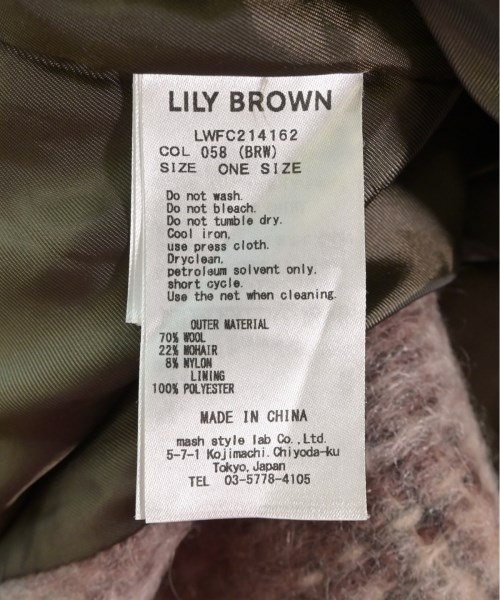 LILY BROWN
LWFC214162
COL 058 (BRW)
SIZE ONE SIZE
Do not wash.
Do not bleach.
Do not tumble dry.
Cool iron,
use press cloth.
Dryclean,
petroleum solvent only,
short cycle.
Use the net when cleaning.
OUTER MATERIAL
70% WOOL
22% MOHAIR
8% NYLON
LINING
100% POLYESTER
MADE IN CHINA
mash style lab Co.,Ltd.
5-7-1 Kojimachi.Chiyoda-ku
Tokyo,Japan
TEL 03-5778-4105